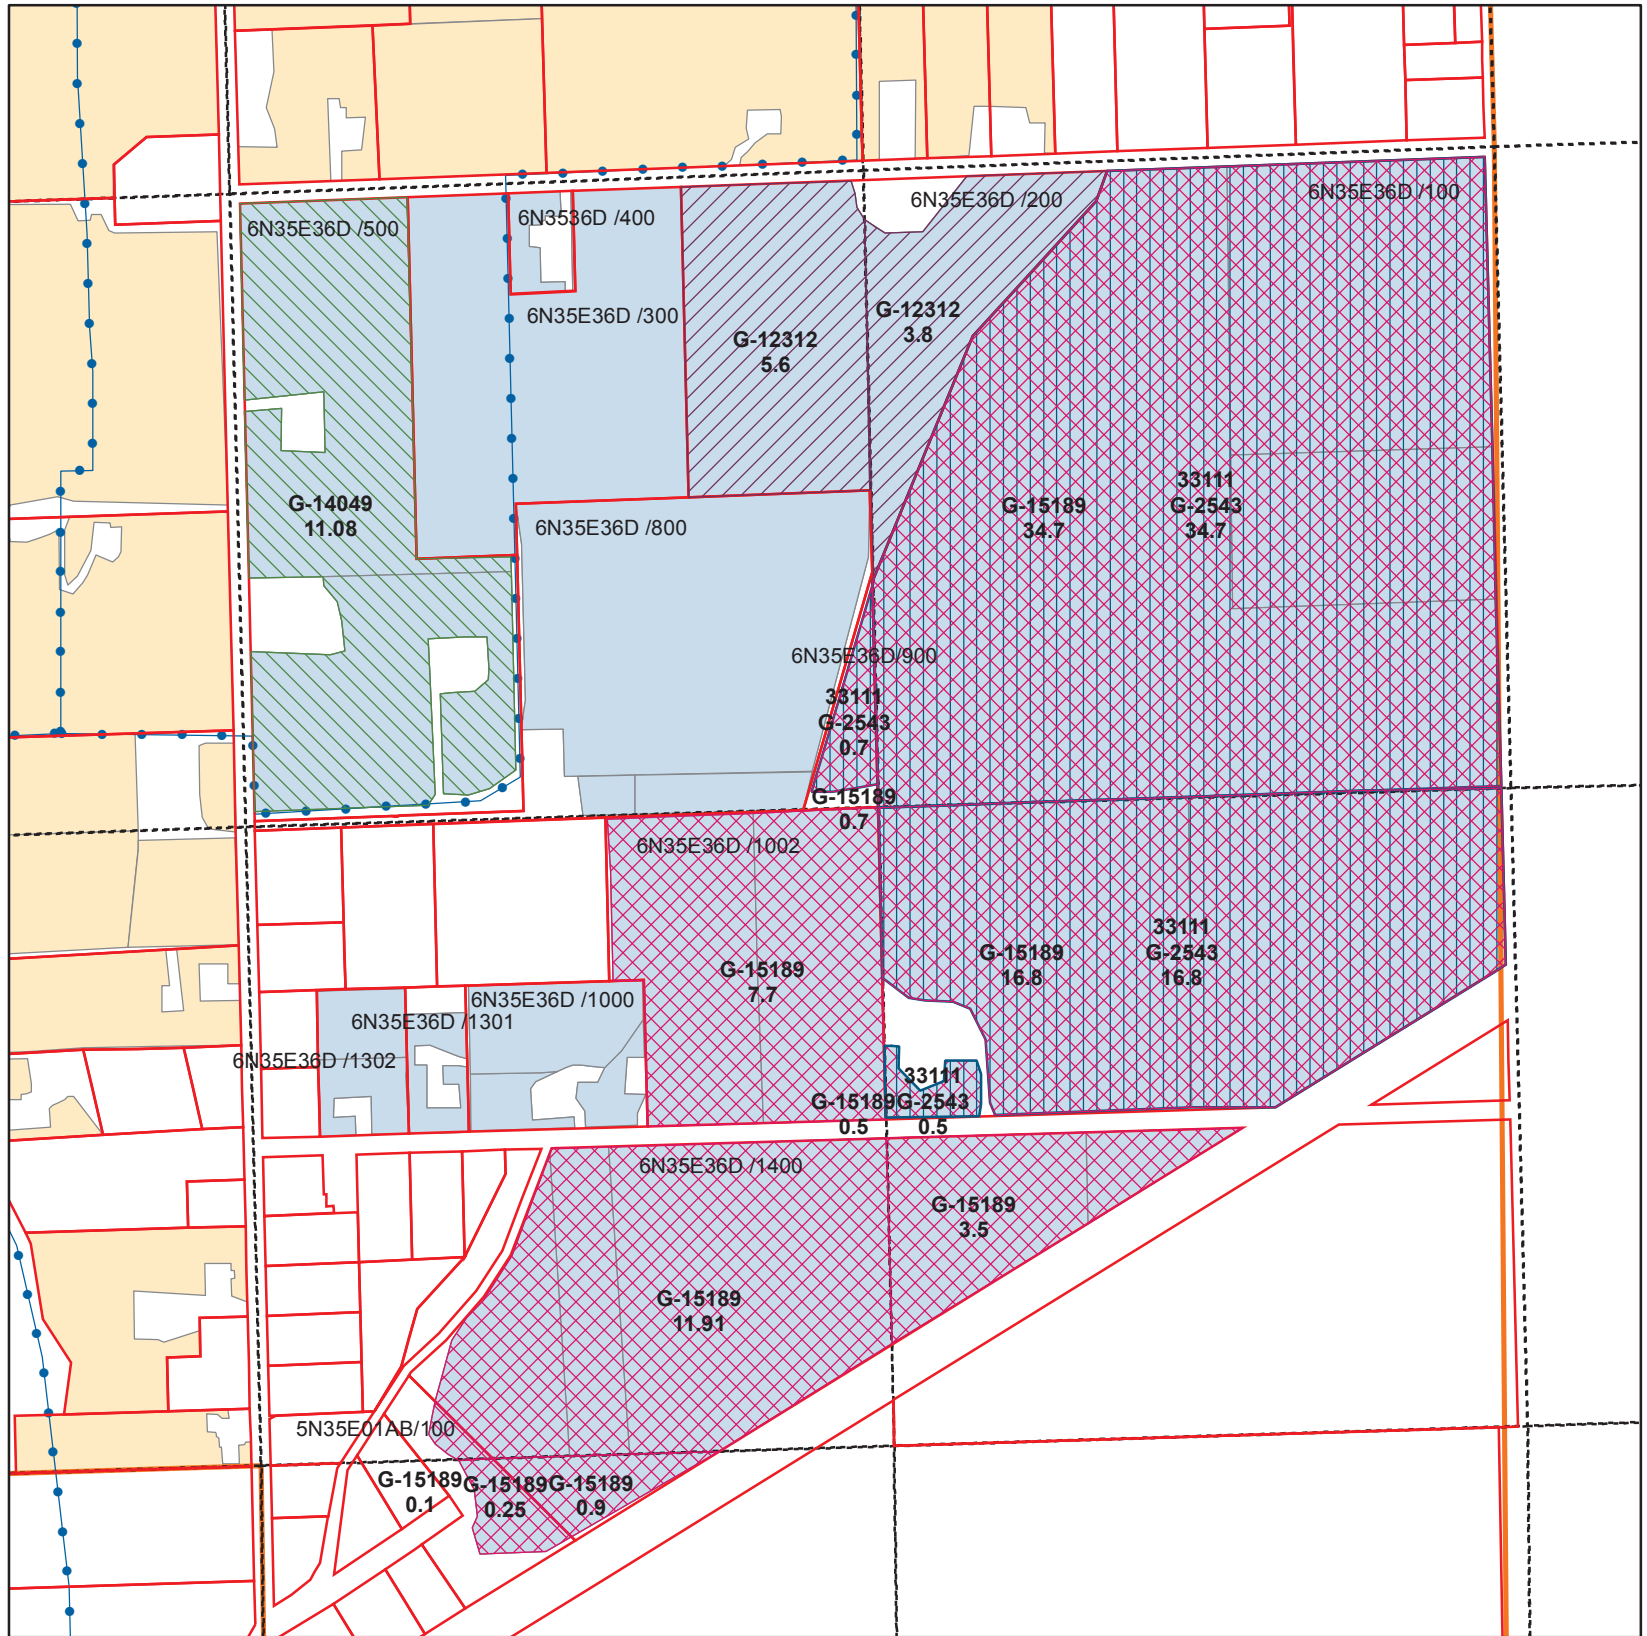 6N35E36D /500
6N3536D /400
6N35E36D /200
6N35E36D /100
6N35E36D /300
G-12312
5.6
G-12312
3.8
G-14049
11.08
6N35E36D /800
G-15189
34.7
33111
G-2543
34.7
6N35E36D/900
33111
G-2543
0.7
G-15189
0.7
6N35E36D /1002
G-15189
7.7
G-15189
16.8
33111
G-2543
16.8
6N35E36D /1000
6N35E36D /1301
6N35E36D /1302
G-15189
0.5
33111
G-2543
0.5
6N35E36D /1400
G-15189
3.5
G-15189
11.91
5N35E01AB/100
G-15189
0.1
G-15189
0.25
G-15189
0.9